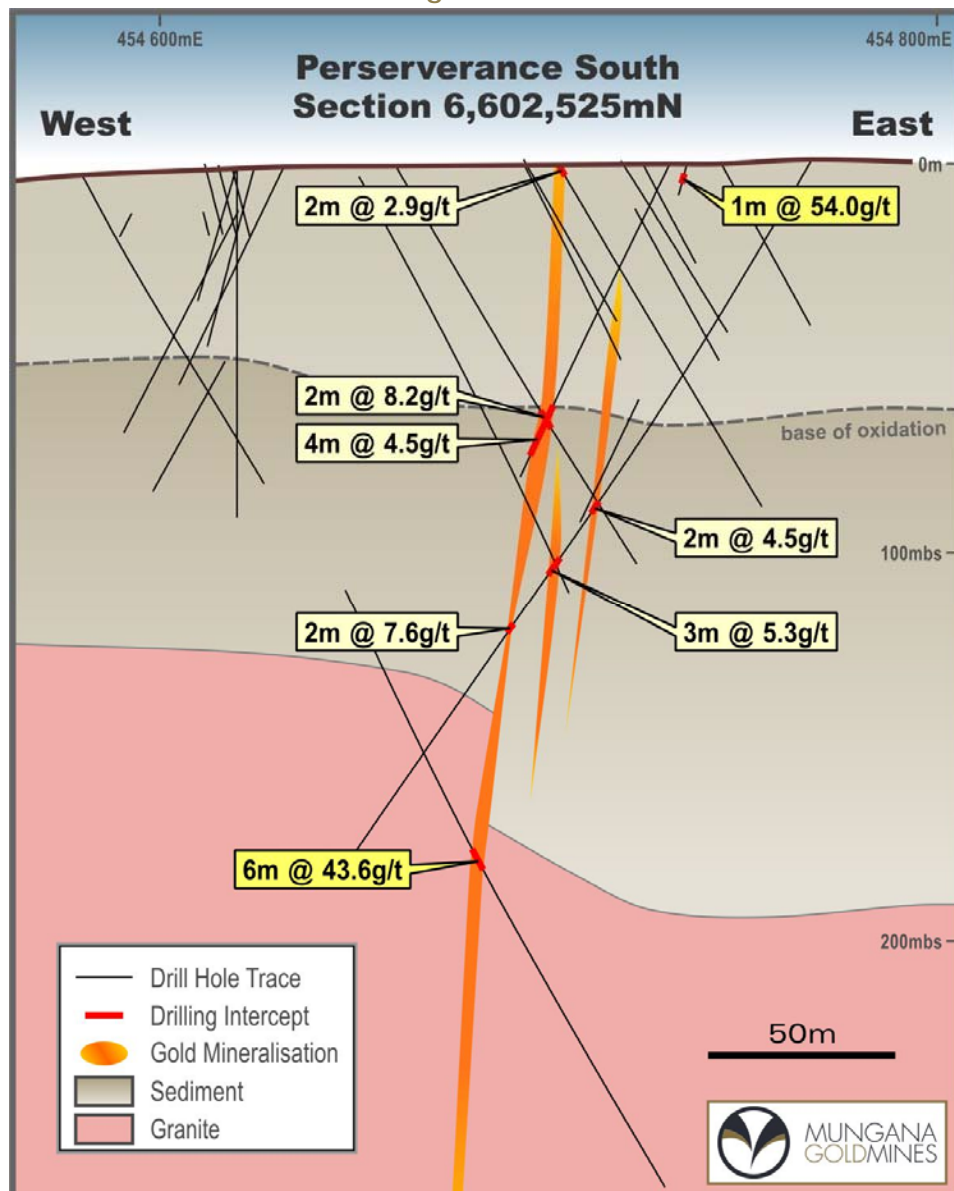 454 600mE
454 800mE
Perserverance South
Section 6,602,525mN
West
East
0m
2m @ 2.9g/t
1m @ 54.0g/t
2m @ 8.2g/t
4m @ 4.5g/t
base of oxidation
2m @ 4.5g/t
100mbs
2m @ 7.6g/t
3m @ 5.3g/t
6m @ 43.6g/t
200mbs
Drill Hole Trace
Drilling Intercept
Gold Mineralisation
Sediment
Granite
50m
MUNGANA
GOLDMINES